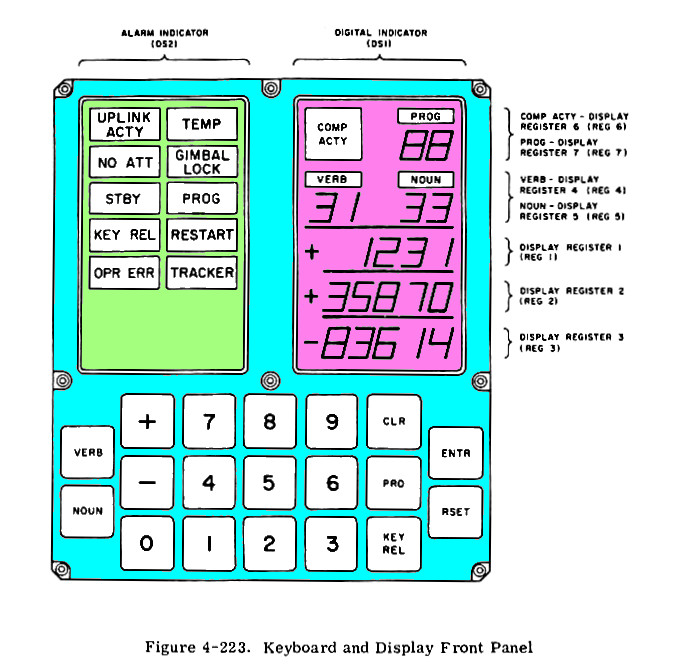 ALARM INDICATOR
(DS2)
DIGITAL INDICATOR
(DS1)
UPLINK
ACTY
TEMP
NO ATT
GIMBAL
LOCK
STBY
PROG
KEY REL
RESTART
OPR ERR
TRACKER
COMP
ACTY
PROG
88
VERB
NOUN
31
33
+ 1231
+35870
-83614
COMP ACTY - DISPLAY
REGISTER 6 (REG 6)
PROG - DISPLAY
REGISTER 7 (REG 7)
VERB - DISPLAY
REGISTER 4 (REG 4)
NOUN - DISPLAY
REGISTER 5 (REG 5)
DISPLAY REGISTER 1
(REG 1)
DISPLAY REGISTER 2
(REG 2)
DISPLAY REGISTER 3
(REG 3)
VERB
NOUN
+
7
8
9
CLR
-
4
5
6
PRO
0
1
2
3
KEY
REL
ENTR
RSET
Figure 4-223. Keyboard and Display Front Panel